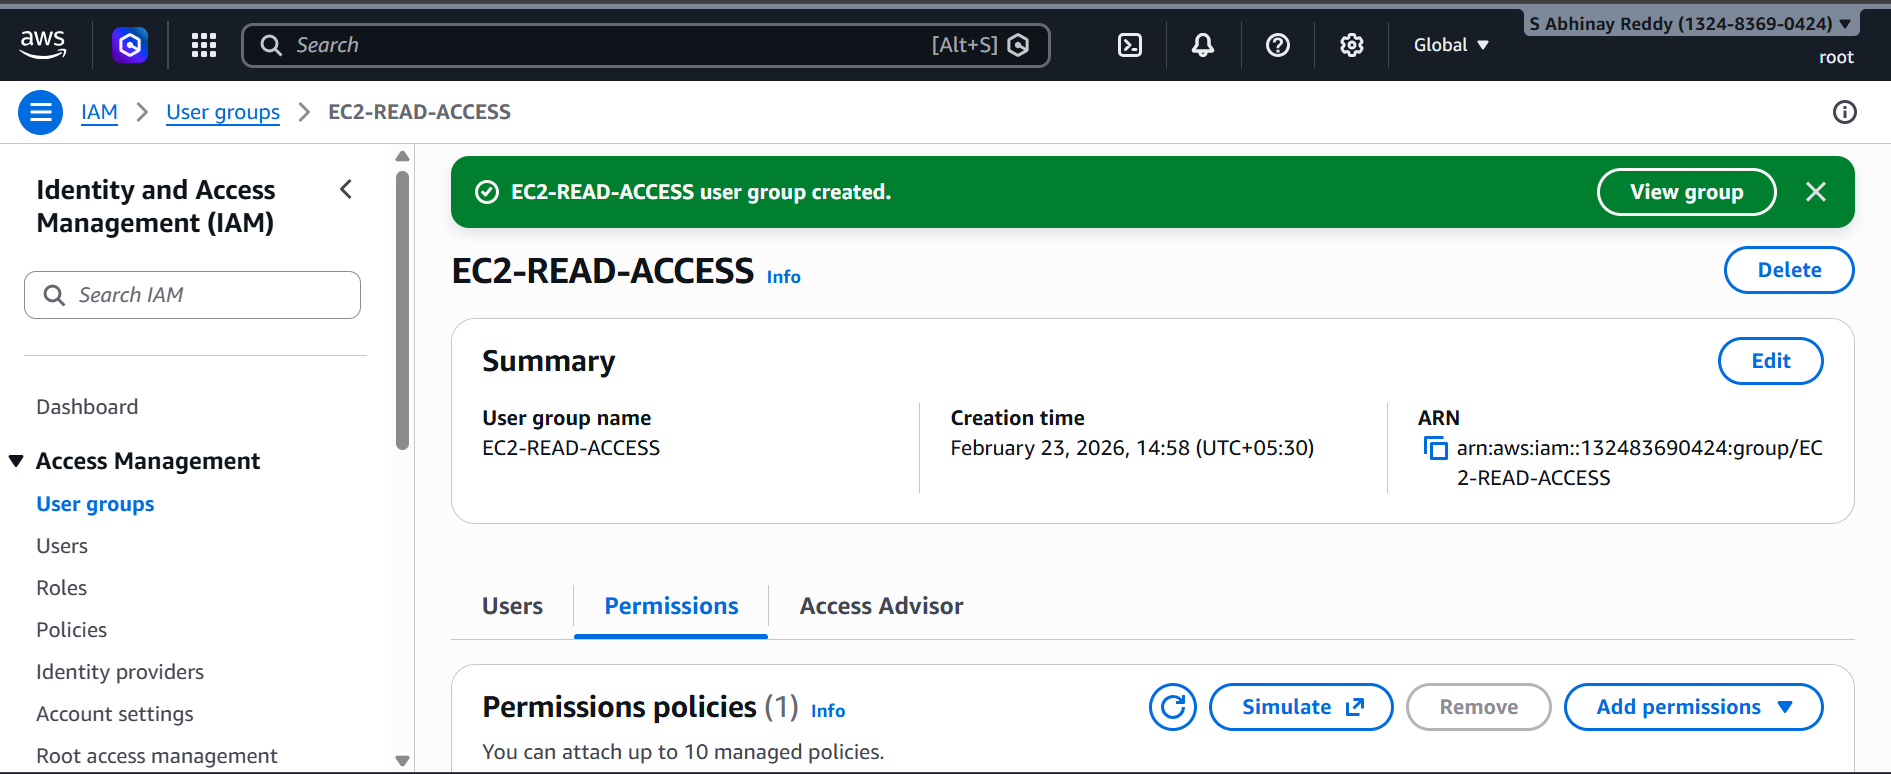 aws
Search
[Alt+S]
Global
S Abhinay Reddy (1324-8369-0424)
root
IAM
User groups
EC2-READ-ACCESS
Identity and Access
Management (IAM)
Search IAM
Dashboard
Access Management
User groups
Users
Roles
Policies
Identity providers
Account settings
Root access management
EC2-READ-ACCESS user group created.
View group
EC2-READ-ACCESS
Info
Delete
Summary
Edit
User group name
EC2-READ-ACCESS
Creation time
February 23, 2026, 14:58 (UTC+05:30)
ARN
arn:aws:iam::132483690424:group/EC
2-READ-ACCESS
Users
Permissions
Access Advisor
Permissions policies (1)
Info
Simulate
Remove
Add permissions
You can attach up to 10 managed policies.